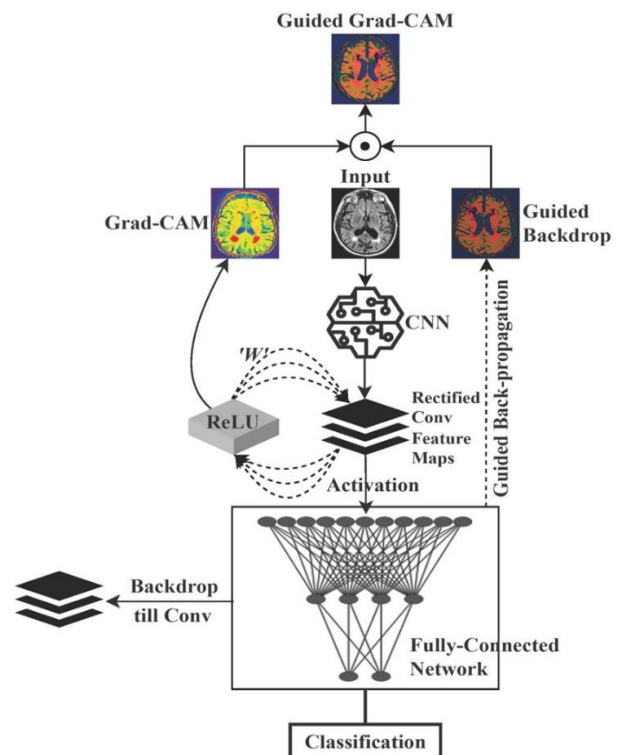 Guided Grad-CAM
Input
Grad-CAM
Guided
Backdrop
CNN
'W'
ReLU
Rectified
Conv
Feature
Maps
Guided Back-propagation
Activation
Backdrop
till Conv
Fully-Connected
Network
Classification